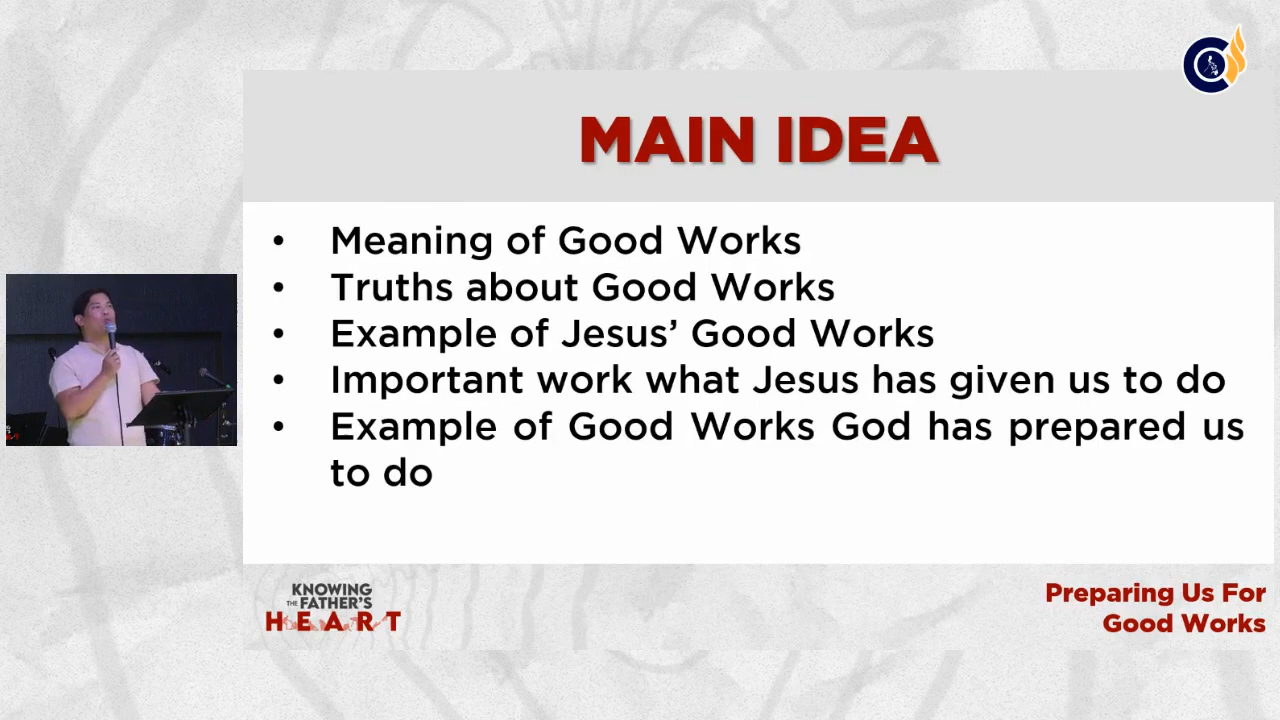 MAIN IDEA
• Meaning of Good Works
• Truths about Good Works
• Example of Jesus’ Good Works
• Important work what Jesus has given us to do
• Example of Good Works God has prepared us
to do
KNOWING
THE FATHER'S
HEART
Preparing Us For
Good Works